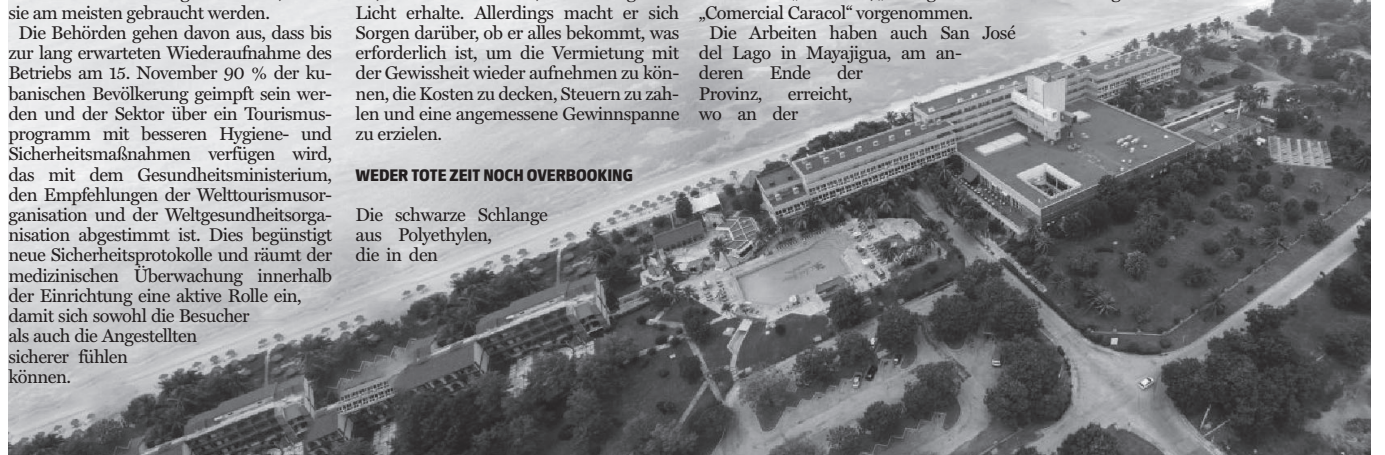 sie am meisten gebraucht werden.
Die Behörden gehen davon aus, dass bis
zur lang erwarteten Wiederaufnahme des
Betriebs am 15. November 90 % der ku-
banischen Bevölkerung geimpft sein wer-
den und der Sektor über ein Tourismus-
programm mit besseren Hygiene- und
Sicherheitsmaßnahmen verfügen wird,
das mit dem Gesundheitsministerium,
den Empfehlungen der Welttourismusor-
ganisation und der Weltgesundheitsorga-
nisation abgestimmt ist. Dies begünstigt
neue Sicherheitsprotokolle und räumt der
medizinischen Überwachung innerhalb
der Einrichtung eine aktive Rolle ein,
damit sich sowohl die Besucher
als auch die Angestellten
sicherer fühlen
können.
Licht erhalte. Allerdings macht er sich
Sorgen darüber, ob er alles bekommt, was
erforderlich ist, um die Vermietung mit
der Gewissheit wieder aufnehmen zu kön-
nen, die Kosten zu decken, Steuern zu zah-
len und eine angemessene Gewinnspanne
zu erzielen.
WEDER TOTE ZEIT NOCH OVERBOOKING
Die schwarze Schlange
aus Polyethylen,
die in den
„Comercial Caracol“ vorgenommen.
Die Arbeiten haben auch San José
del Lago in Mayajigua, am an-
deren Ende der
Provinz, erreicht,
wo an der